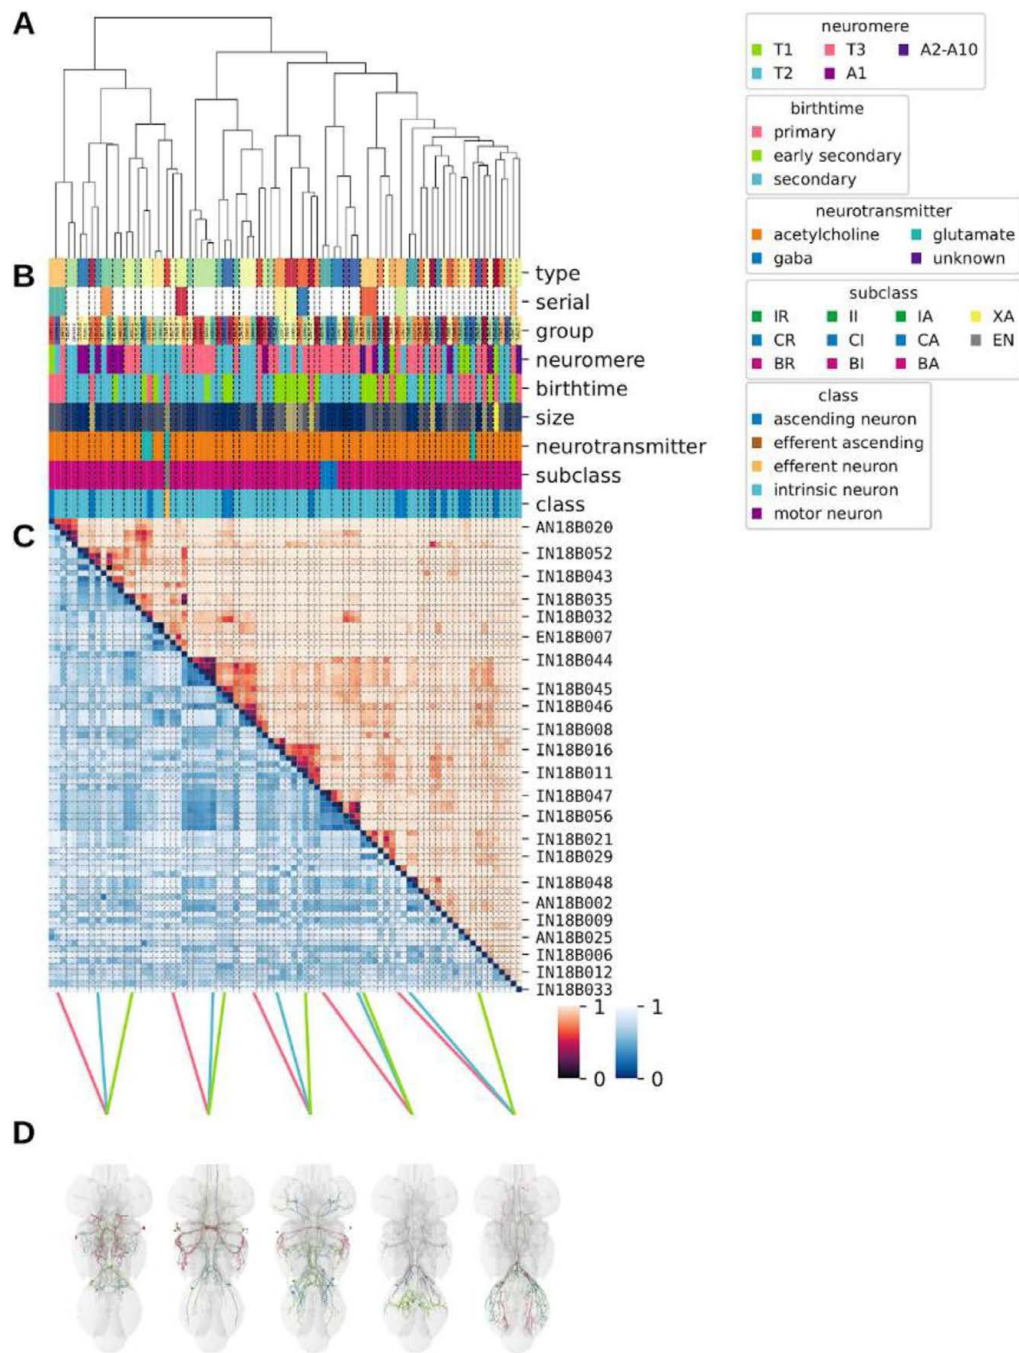 A
neuromere
T1 T3 A2-A10
T2 A1
birthtime
primary
early secondary
secondary
neurotransmitter
acetylcholine glutamate
gaba unknown
subclass
IR II IA XA
CR CI CA EN
BR BI BA
class
ascending neuron
efferent ascending
efferent neuron
intrinsic neuron
motor neuron
B
type
serial
group
neuromere
birthtime
size
neurotransmitter
subclass
class
C
AN18B020
IN18B052
IN18B043
IN18B035
IN18B032
EN18B007
IN18B044
IN18B045
IN18B046
IN18B008
IN18B016
IN18B011
IN18B047
IN18B056
IN18B021
IN18B029
IN18B048
AN18B002
IN18B009
AN18B025
IN18B006
IN18B012
IN18B033
1 1
0 0
D